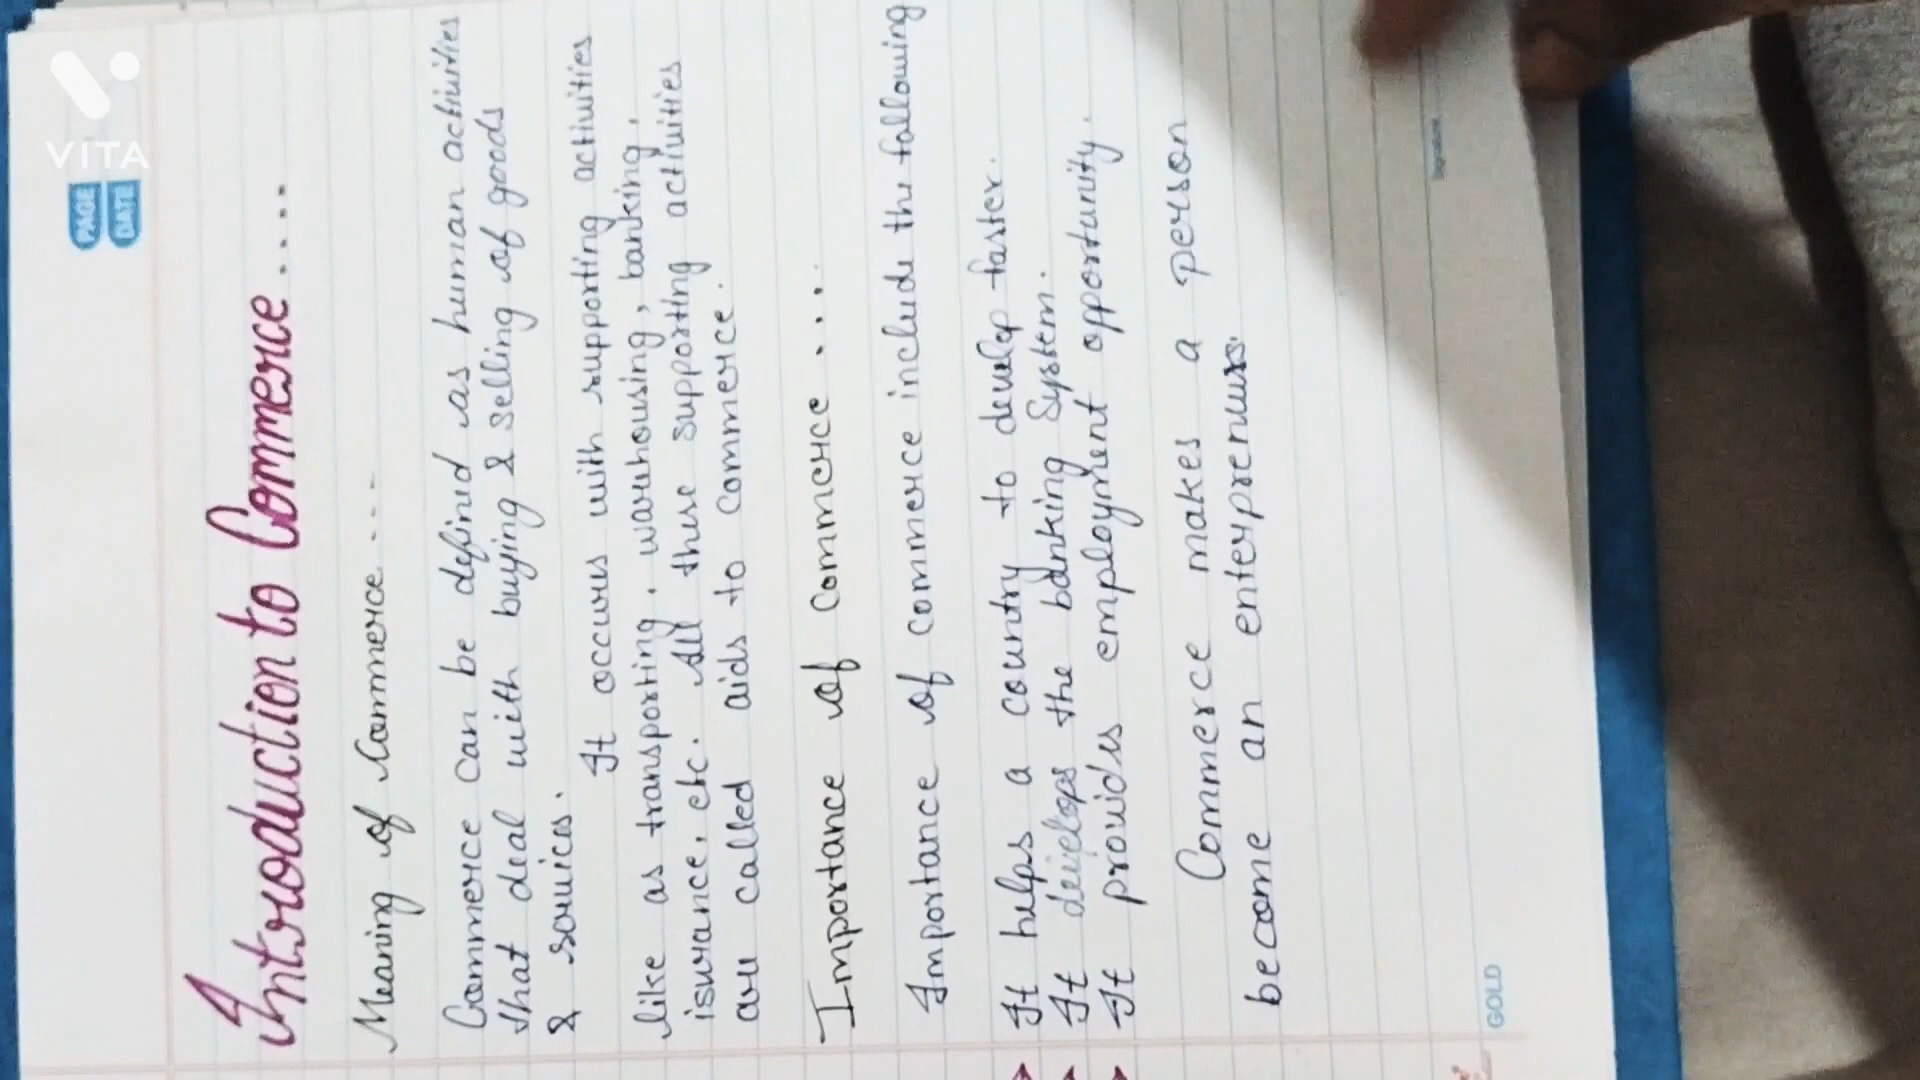 VITA
PAGE
DATE
Introduction to Commerce....
Meaning of Commerce....
Commerce can be defined as human activities
that deal with buying & selling of goods
& services.
It occurs with supporting activities
like as transporting, warehousing, banking,
isurance, etc. All these supporting activities
are called aids to commerce.
Importance of commerce....
Importance of commerce include the following
It helps a country to develop faster.
It develops the banking System.
It provides employment opportunity.
Commerce makes a person
become an enterprenurs.
GOLD